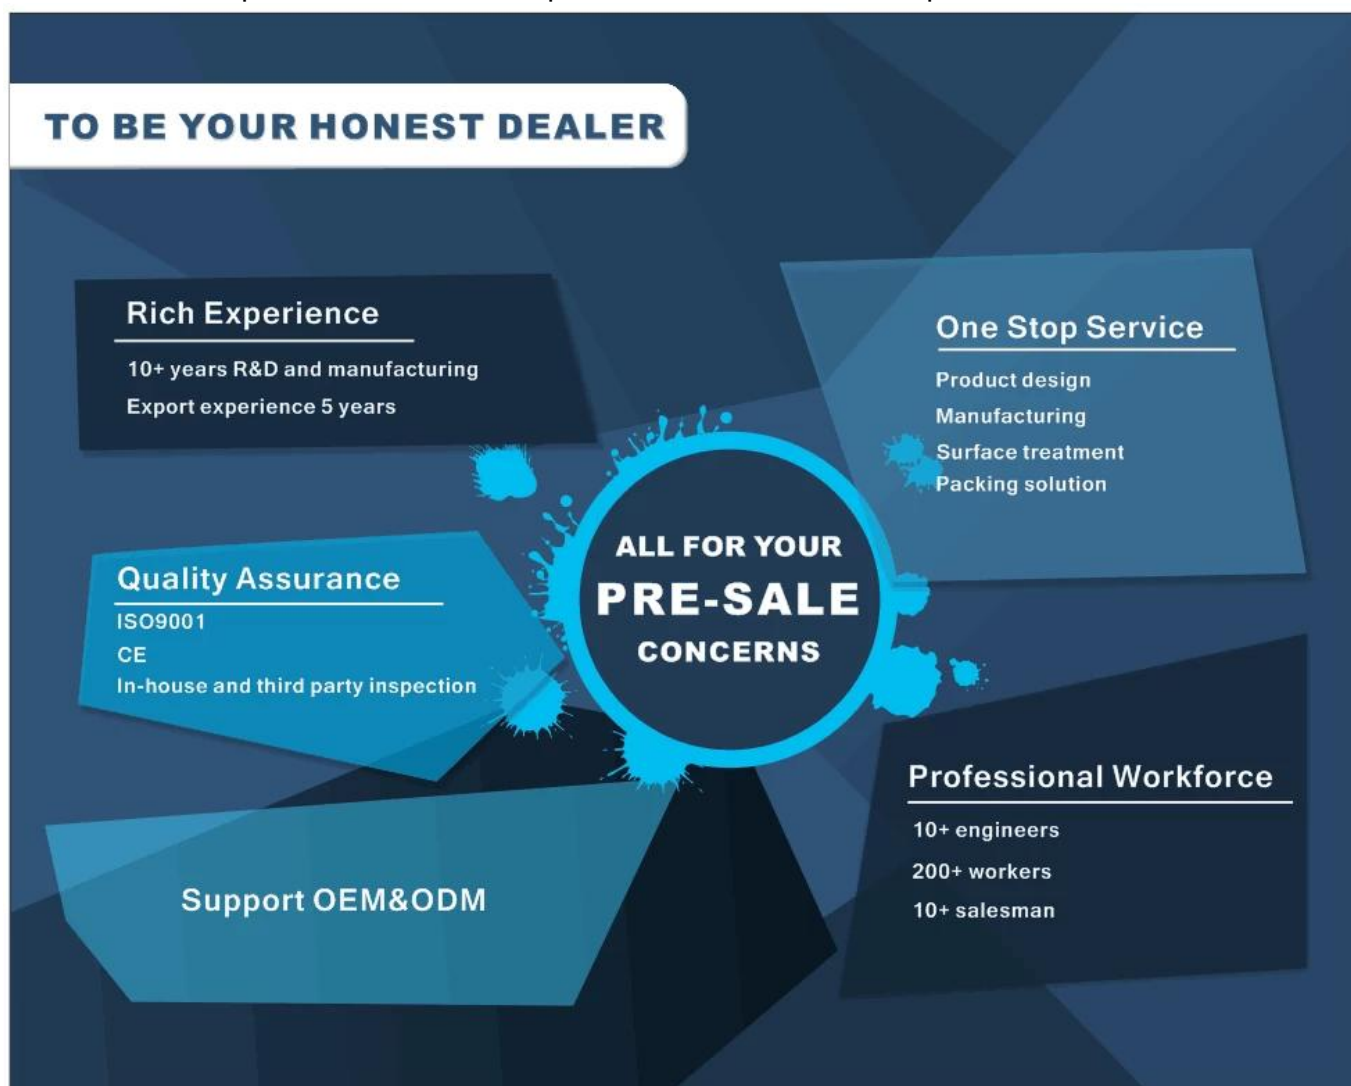 TO BE YOUR HONEST DEALER
Rich Experience
10+ years R&D and manufacturing
Export experience 5 years
One Stop Service
Product design
Manufacturing
Surface treatment
Packing solution
ALL FOR YOUR
PRE-SALE
CONCERNS
Quality Assurance
ISO9001
CE
In-house and third party inspection
Professional Workforce
10+ engineers
200+ workers
10+ salesman
Support OEM&ODM